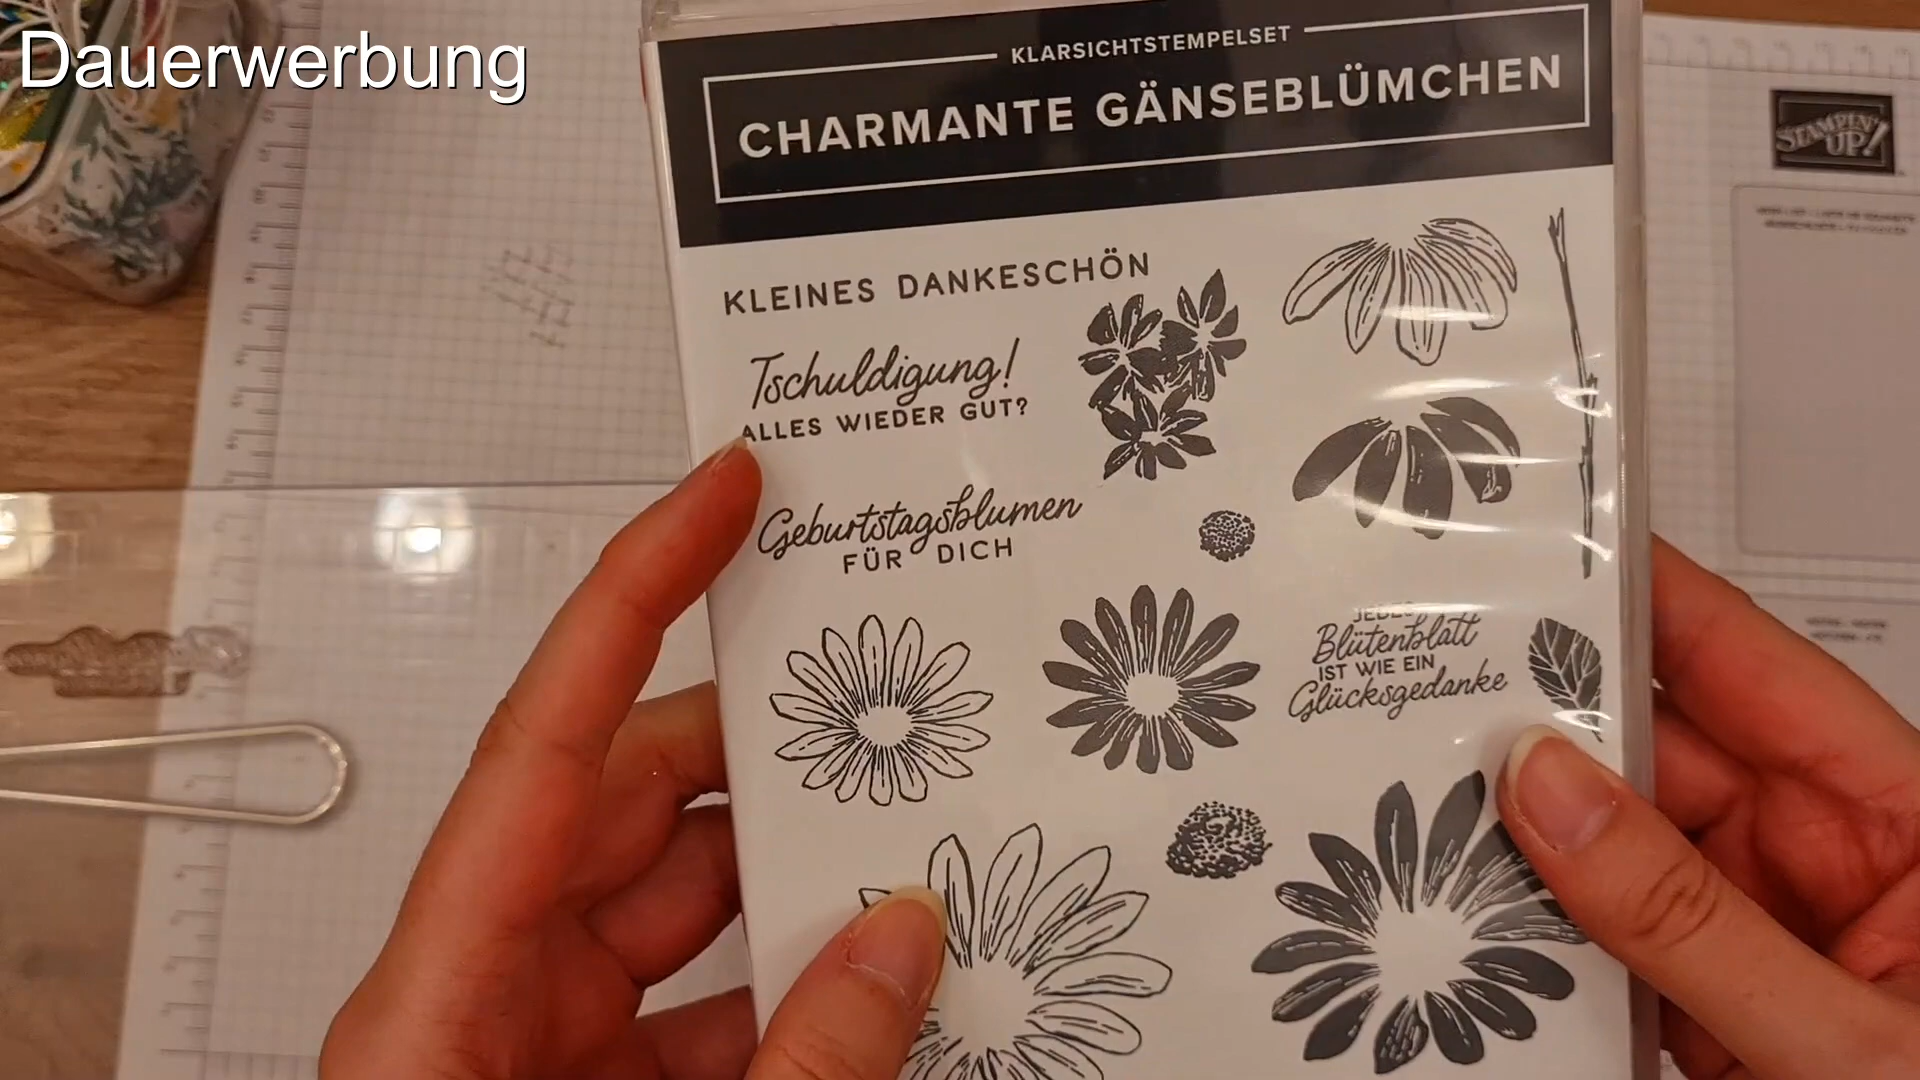 Dauerwerbung
KLARSICHTSTEMPELSET
CHARMANTE GÄNSEBLÜMCHEN
STAMPIN' UP!
KLEINES DANKESCHÖN
Tschuldigung!
ALLES WIEDER GUT?
Geburtstagsblumen
FÜR DICH
JEDES
Blütenblatt
IST WIE EIN
Glücksgedanke